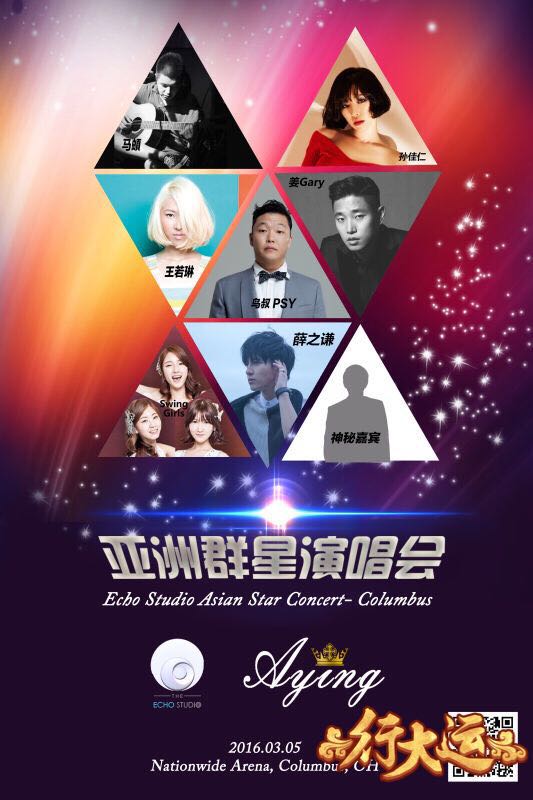 马頔
孙佳仁
姜Gary
王若琳
鸟叔 PSY
薛之谦
Swing
Girls
神秘嘉宾
亚洲群星演唱会
Echo Studio Asian Star Concert- Columbus
THE
ECHO STUDIO
Aying
2016.03.05
Nationwide Arena, Columbus, OH
行大运